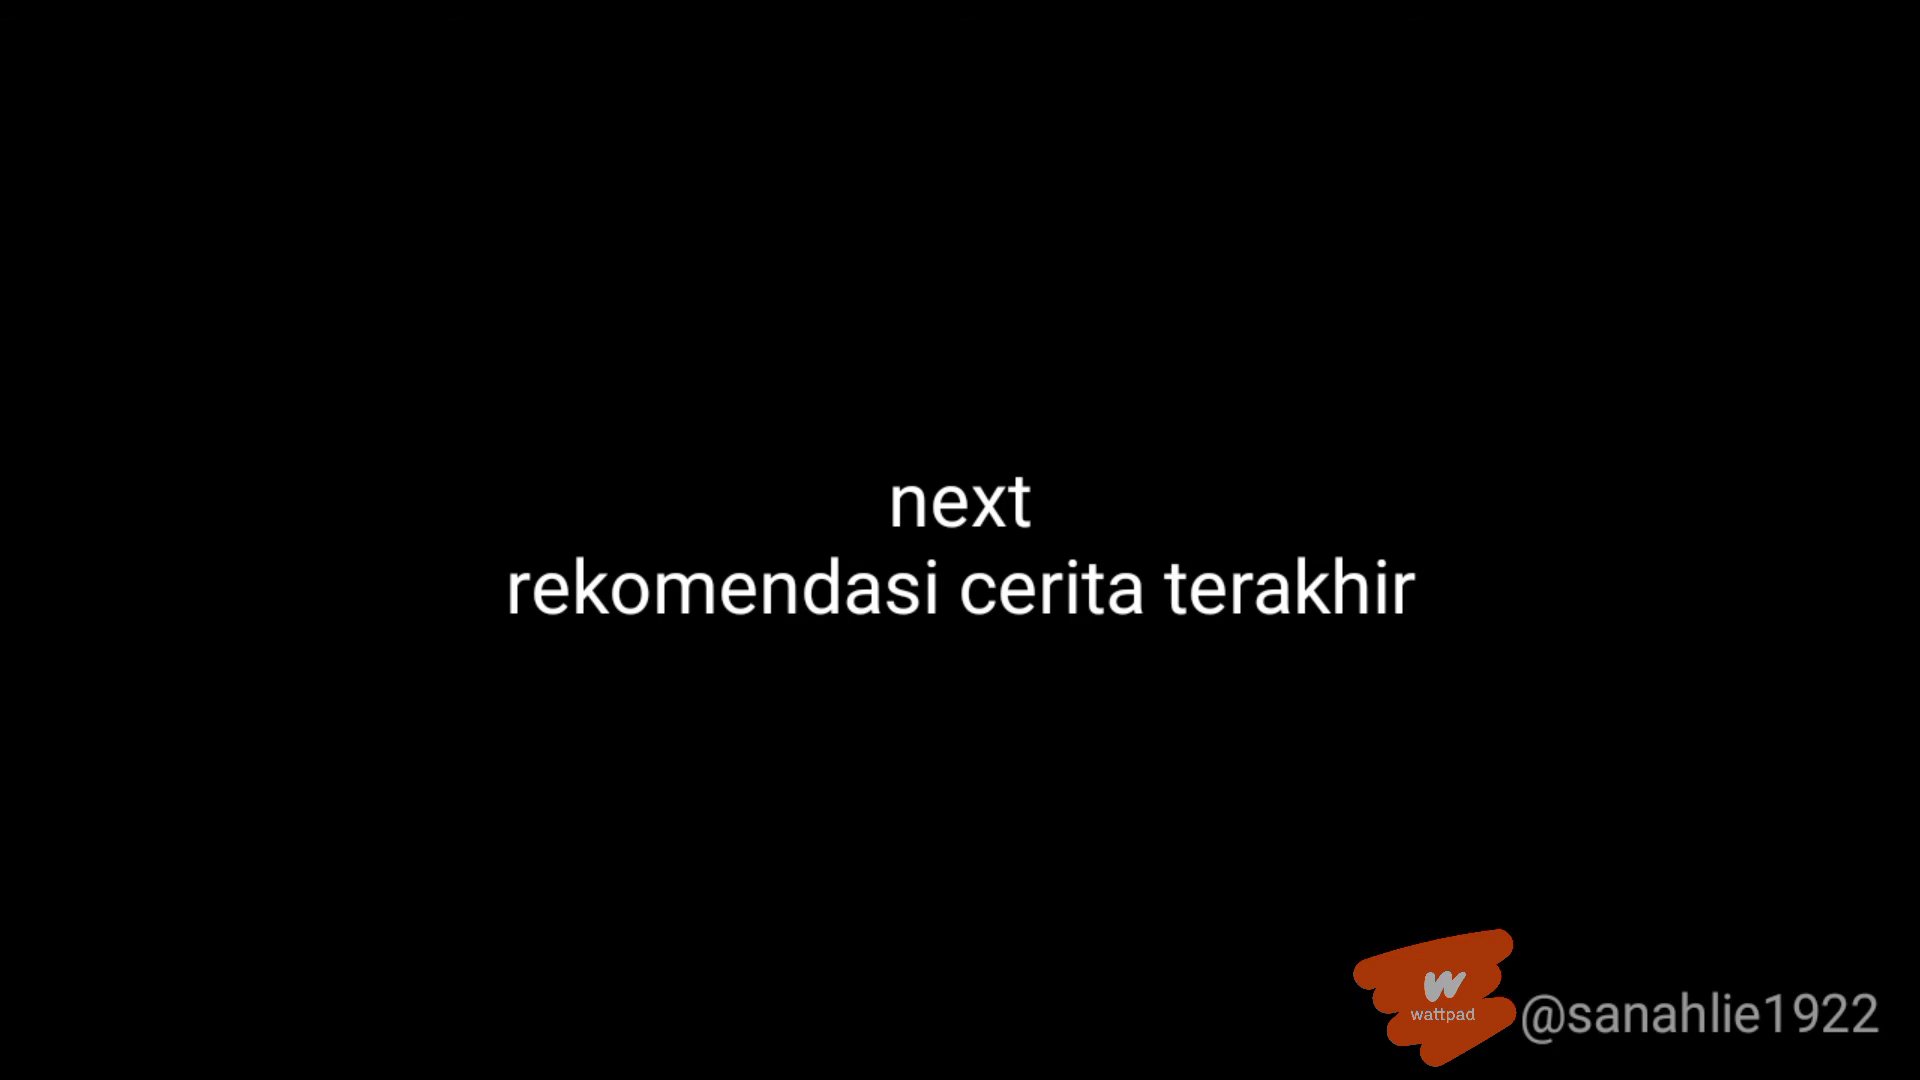 next
rekomendasi cerita terakhir
wattpad
@sanahlie1922